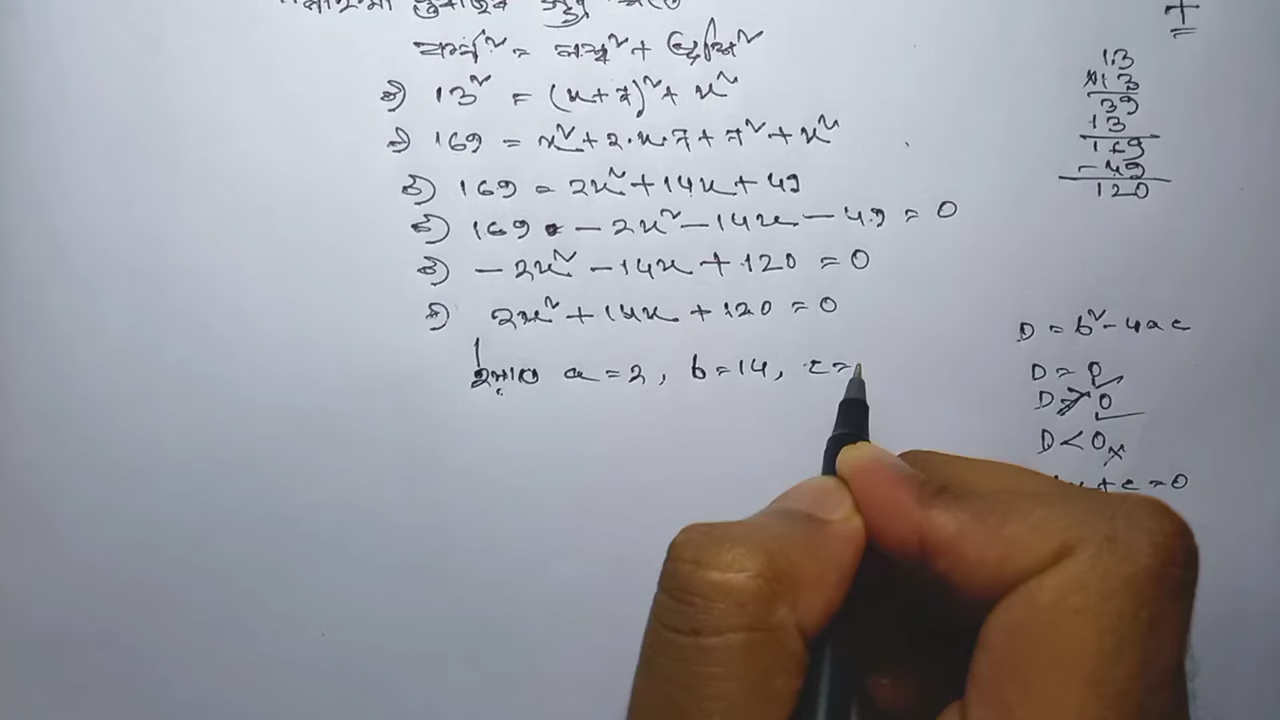 কর্ণ² = লম্ব² + ভূমি²
বা) 13² = (x+7)² + x²
বা) 169 = x² + 2·x·7 + 7² + x²
বা) 169 = 2x² + 14x + 49
বা) 169 - 2x² - 14x - 49 = 0
বা) - 2x² - 14x + 120 = 0
বা) 2x² + 14x + 120 = 0
a = 2, b = 14, c =
+
=
13
×13
39
13
169
- 49
120
D = b² - 4ac
D = 0
D > 0
D < 0 ×
+ c = 0